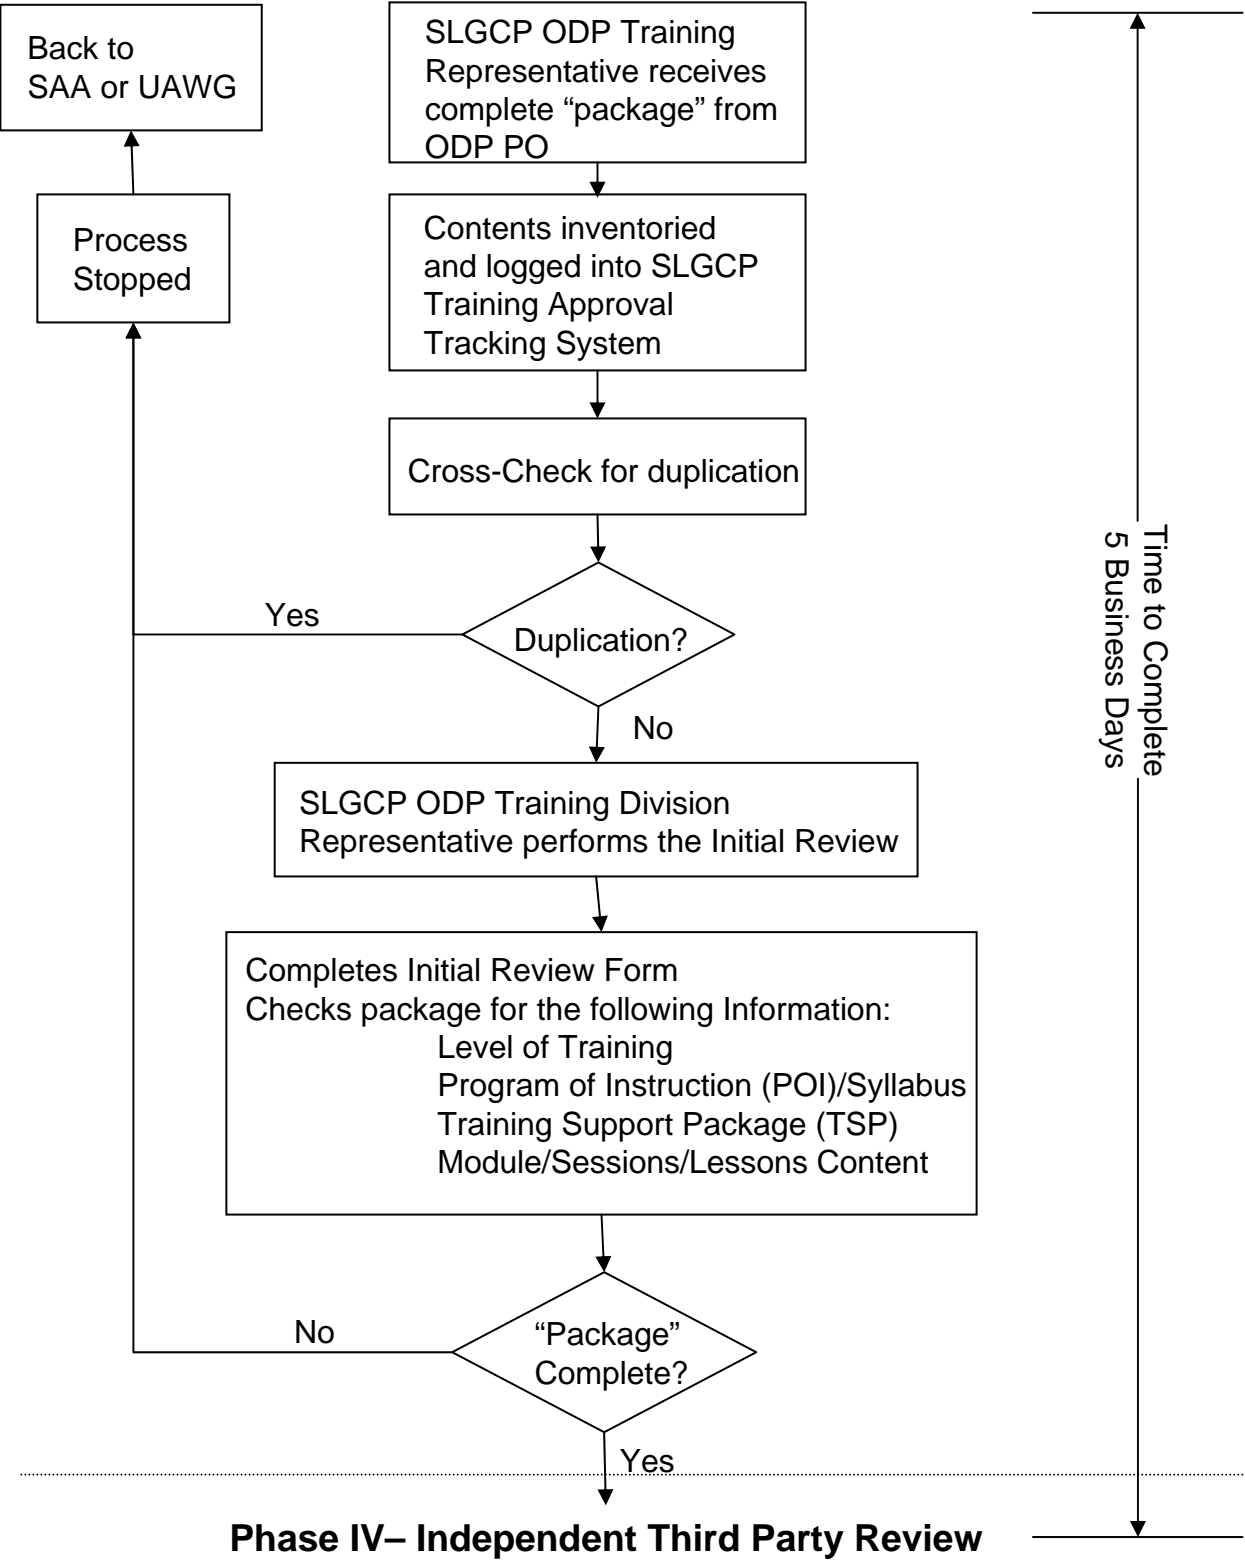 Back to
SAA or UAWG
SLGCP ODP Training
Representative receives
complete “package” from
ODP PO
Process
Stopped
Contents inventoried
and logged into SLGCP
Training Approval
Tracking System
Cross-Check for duplication
Time to Complete
5 Business Days
Yes
Duplication?
No
SLGCP ODP Training Division
Representative performs the Initial Review
Completes Initial Review Form
Checks package for the following Information:
Level of Training
Program of Instruction (POI)/Syllabus
Training Support Package (TSP)
Module/Sessions/Lessons Content
No
“Package”
Complete?
Yes
Phase IV– Independent Third Party Review